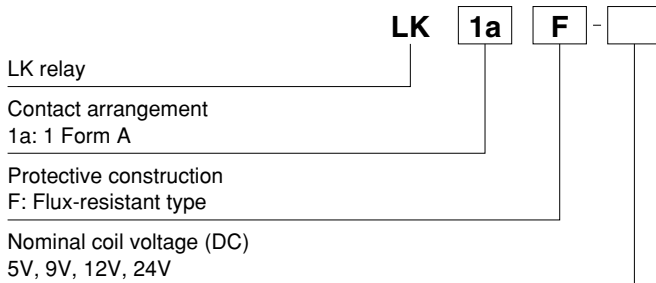 LK 1a F -
LK relay
Contact arrangement
1a: 1 Form A
Protective construction
F: Flux-resistant type
Nominal coil voltage (DC)
5V, 9V, 12V, 24V